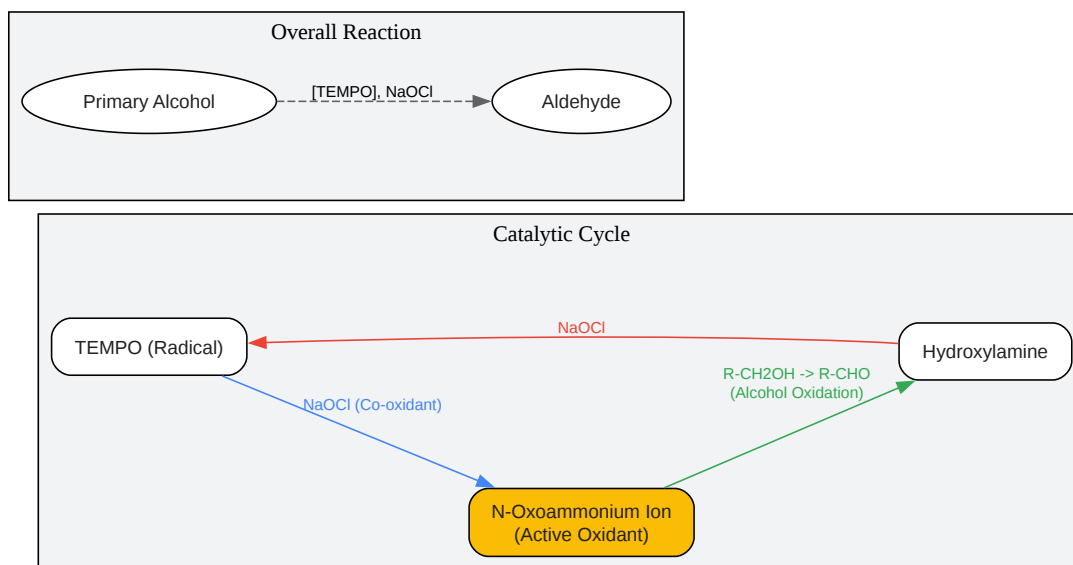 Overall Reaction
Primary Alcohol
[TEMPO], NaOCl
Aldehyde
Catalytic Cycle
NaOCl
TEMPO (Radical)
Hydroxylamine
R-CH2OH -> R-CHO
(Alcohol Oxidation)
NaOCl (Co-oxidant)
N-Oxoammonium Ion
(Active Oxidant)